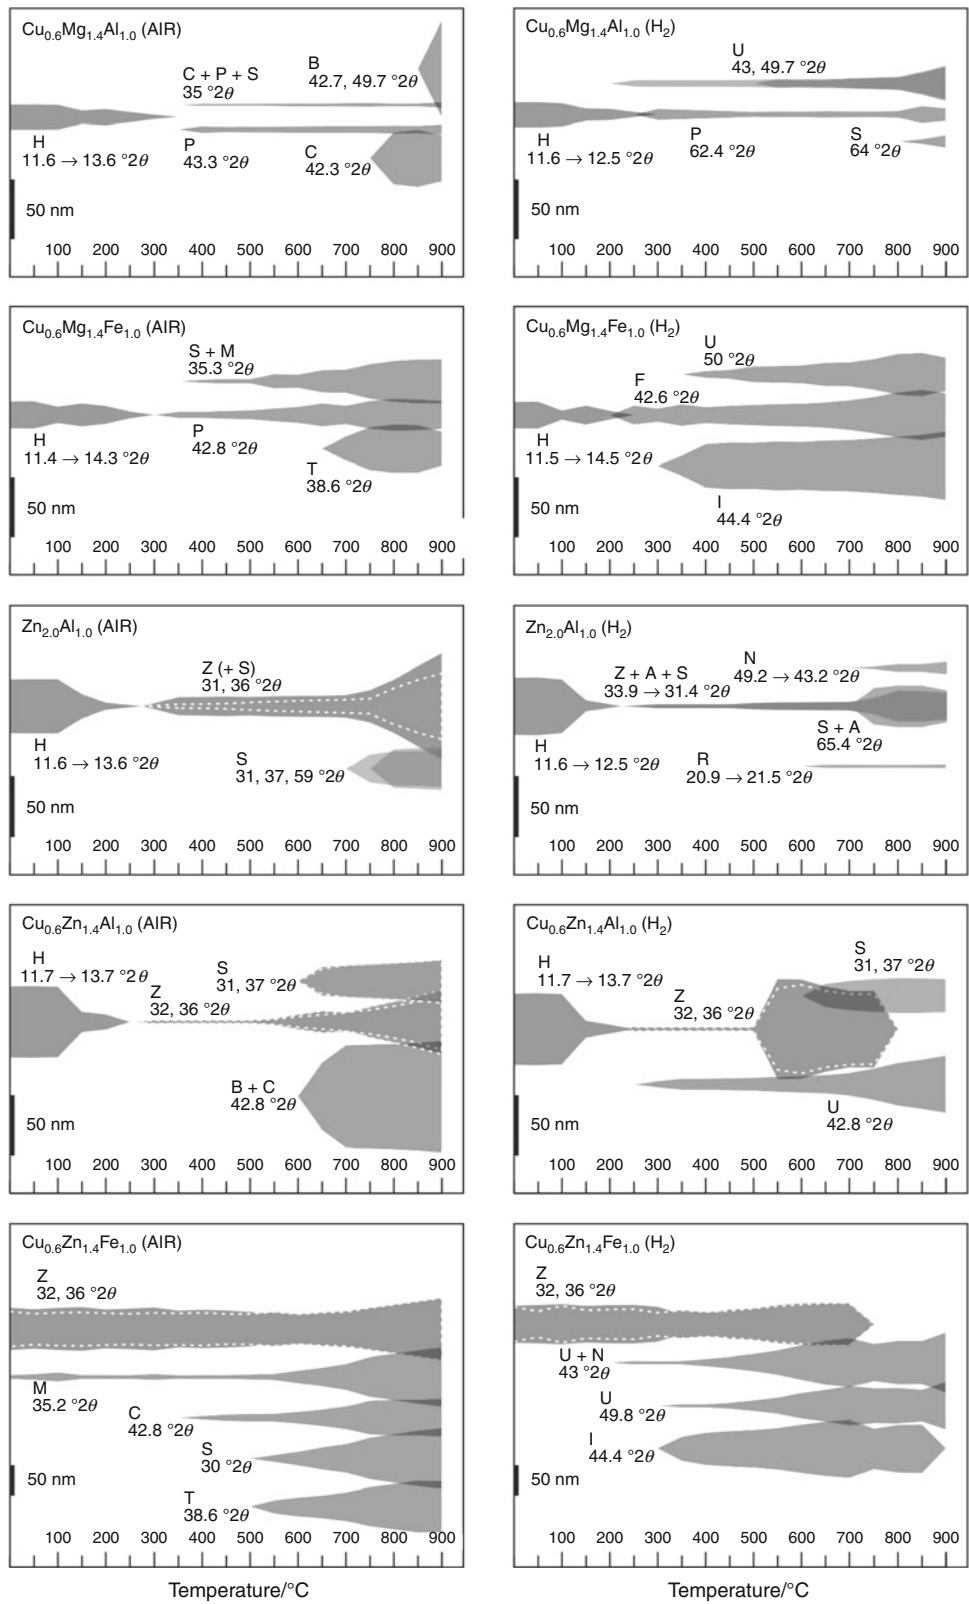 Cu0.6Mg1.4Al1.0 (AIR)
C + P + S
35 °2θ
B
42.7, 49.7 °2θ
H
11.6 → 13.6 °2θ
P
43.3 °2θ
C
42.3 °2θ
50 nm
100 200 300 400 500 600 700 800 900
Cu0.6Mg1.4Al1.0 (H2)
U
43, 49.7 °2θ
H
11.6 → 12.5 °2θ
P
62.4 °2θ
S
64 °2θ
50 nm
100 200 300 400 500 600 700 800 900
Cu0.6Mg1.4Fe1.0 (AIR)
S + M
35.3 °2θ
H
11.4 → 14.3 °2θ
P
42.8 °2θ
T
38.6 °2θ
50 nm
100 200 300 400 500 600 700 800 900
Cu0.6Mg1.4Fe1.0 (H2)
U
50 °2θ
F
42.6 °2θ
H
11.5 → 14.5 °2θ
I
44.4 °2θ
50 nm
100 200 300 400 500 600 700 800 900
Zn2.0Al1.0 (AIR)
Z (+ S)
31, 36 °2θ
H
11.6 → 13.6 °2θ
S
31, 37, 59 °2θ
50 nm
100 200 300 400 500 600 700 800 900
Zn2.0Al1.0 (H2)
N
49.2 → 43.2 °2θ
Z + A + S
33.9 → 31.4 °2θ
S + A
65.4 °2θ
H
11.6 → 12.5 °2θ
R
20.9 → 21.5 °2θ
50 nm
100 200 300 400 500 600 700 800 900
Cu0.6Zn1.4Al1.0 (AIR)
H
11.7 → 13.7 °2θ
S
31, 37 °2θ
Z
32, 36 °2θ
B + C
42.8 °2θ
50 nm
100 200 300 400 500 600 700 800 900
Cu0.6Zn1.4Al1.0 (H2)
S
31, 37 °2θ
H
11.7 → 13.7 °2θ
Z
32, 36 °2θ
U
42.8 °2θ
50 nm
100 200 300 400 500 600 700 800 900
Cu0.6Zn1.4Fe1.0 (AIR)
Z
32, 36 °2θ
M
35.2 °2θ
C
42.8 °2θ
S
30 °2θ
50 nm
T
38.6 °2θ
100 200 300 400 500 600 700 800 900
Temperature/°C
Cu0.6Zn1.4Fe1.0 (H2)
Z
32, 36 °2θ
U + N
43 °2θ
U
49.8 °2θ
I
44.4 °2θ
50 nm
100 200 300 400 500 600 700 800 900
Temperature/°C